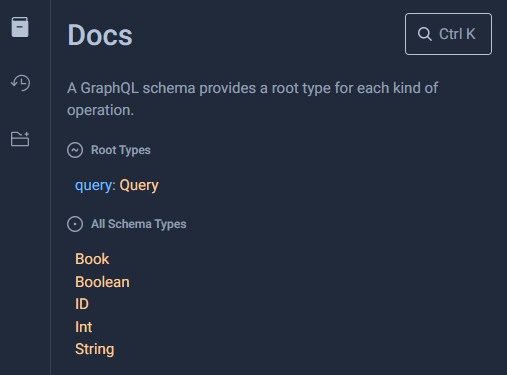 Docs
Ctrl K
A GraphQL schema provides a root type for each kind of
operation.
Root Types
query: Query
All Schema Types
Book
Boolean
ID
Int
String